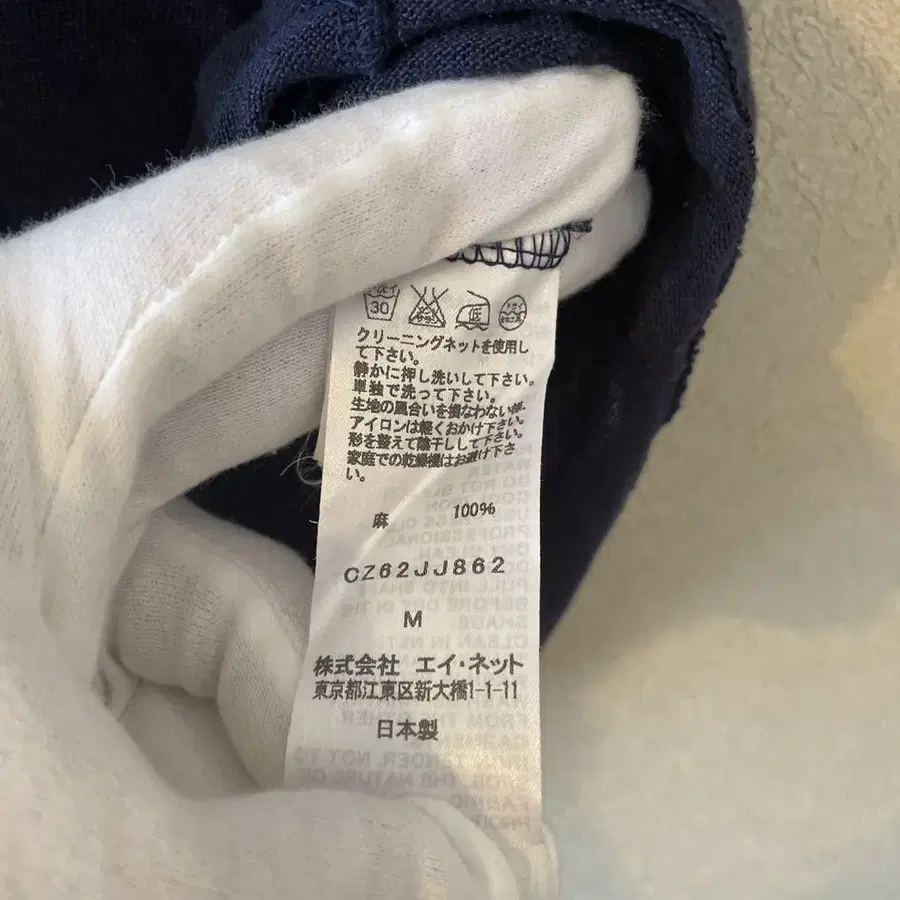 30
低
クリーニングネットを使用し
て下さい。
静かに押し洗いして下さい。
単独で洗って下さい。
生地の風合いを損なわない様、
アイロンは軽くおかけ下さい。
形を整えて陰干しして下さい。
家庭での乾燥機はお避け下さ
い。
麻 100%
CZ62JJ862
M
株式会社 エイ・ネット
東京都江東区新大橋1-1-11
日本製